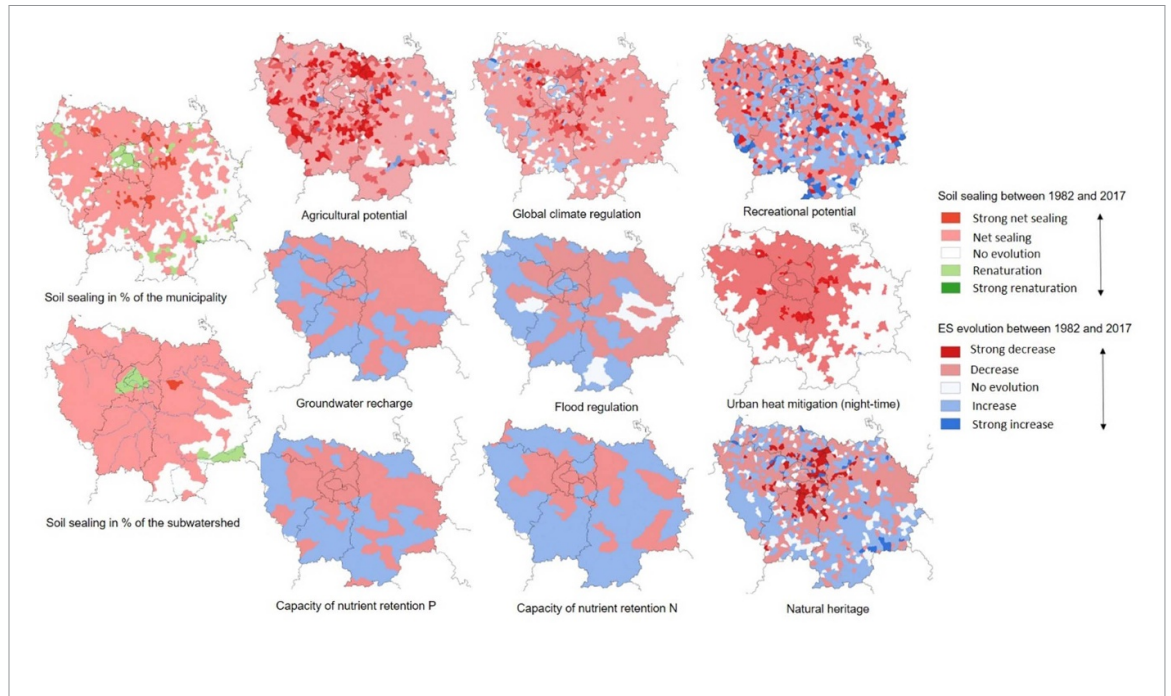 Agricultural potential
Global climate regulation
Recreational potential
Soil sealing in % of the municipality
Groundwater recharge
Flood regulation
Urban heat mitigation (night-time)
Soil sealing in % of the subwatershed
Capacity of nutrient retention P
Capacity of nutrient retention N
Natural heritage
Soil sealing between 1982 and 2017
Strong net sealing
Net sealing
No evolution
Renaturation
Strong renaturation
ES evolution between 1982 and 2017
Strong decrease
Decrease
No evolution
Increase
Strong increase